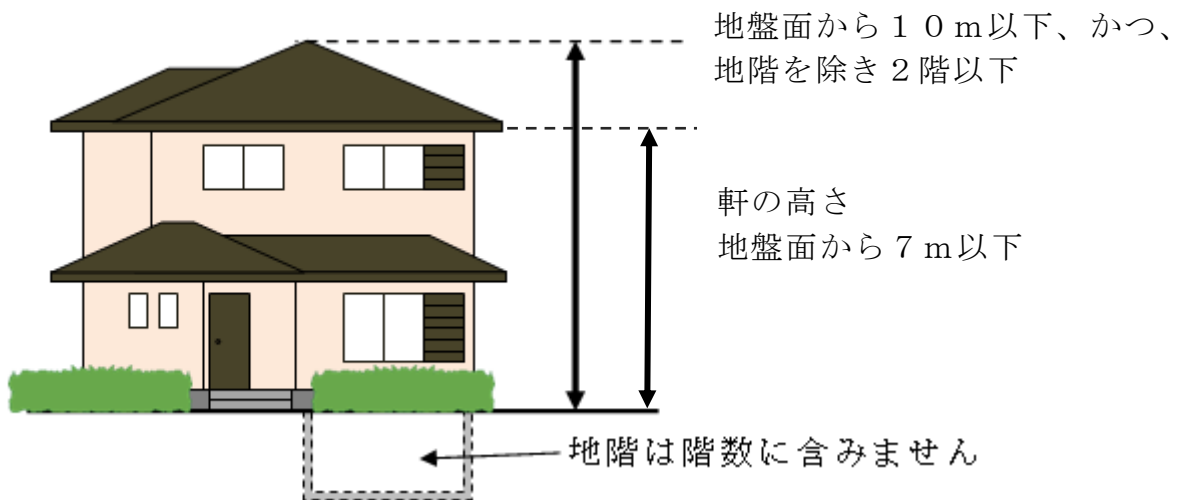 地盤面から１０ｍ以下、かつ、
地階を除き２階以下
軒の高さ
地盤面から７ｍ以下
地階は階数に含みません